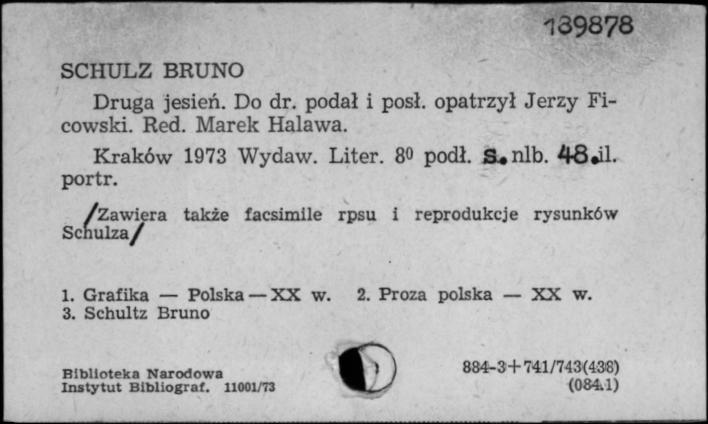 139878
SCHULZ BRUNO
Druga jesień. Do dr. podał i posł. opatrzył Jerzy Fi-
cowski. Red. Marek Halawa.
Kraków 1973 Wydaw. Liter. 8⁰ podł. s. nlb. 48. il.
portr.
/Zawiera także facsimile rpsu i reprodukcje rysunków
Schulza/
1. Grafika — Polska — XX w. 2. Proza polska — XX w.
3. Schultz Bruno
Biblioteka Narodowa
Instytut Bibliograf. 11001/73
884-3+741/743(438)
(084.1)